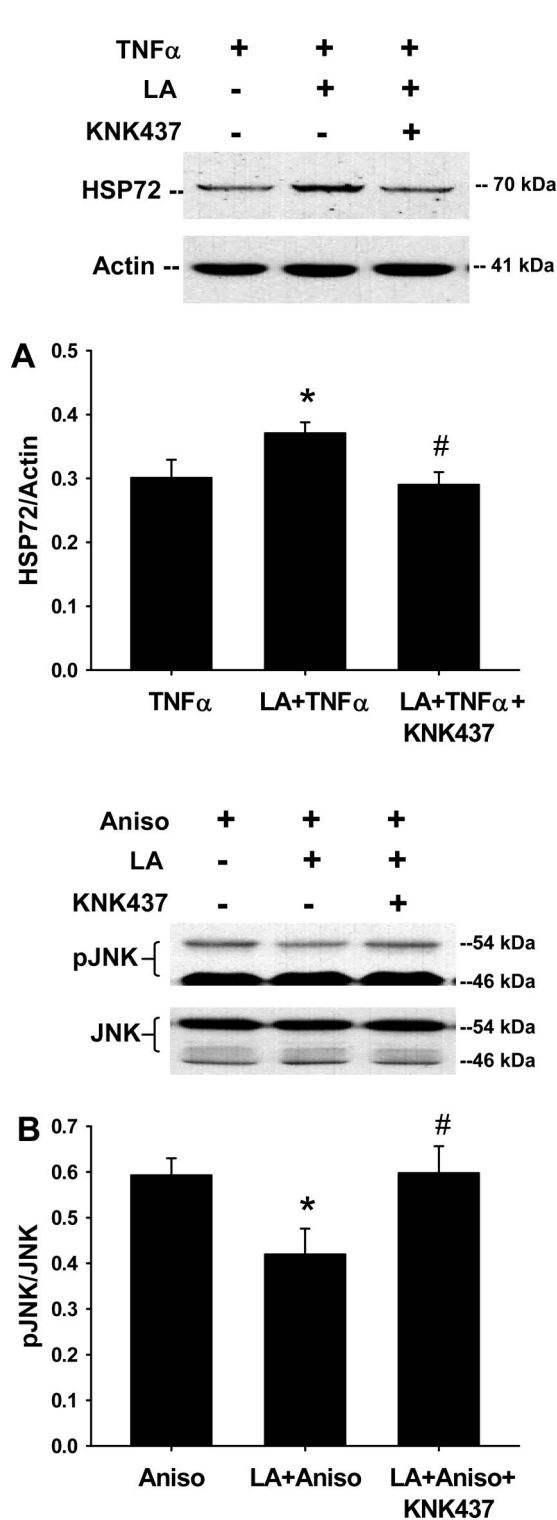 TNFα + + +
LA - + +
KNK437 - - +
HSP72 -- -- 70 kDa
Actin -- -- 41 kDa
A
0.5
*
0.4
#
0.3
0.2
0.1
0.0
HSP72/Actin
TNFα LA+TNFα LA+TNFα+
KNK437
Aniso + + +
LA - + +
KNK437 - - +
pJNK --54 kDa
--46 kDa
JNK --54 kDa
--46 kDa
B
0.7 #
0.6
*
0.5
0.4
0.3
0.2
0.1
0.0
pJNK/JNK
Aniso LA+Aniso LA+Aniso+
KNK437